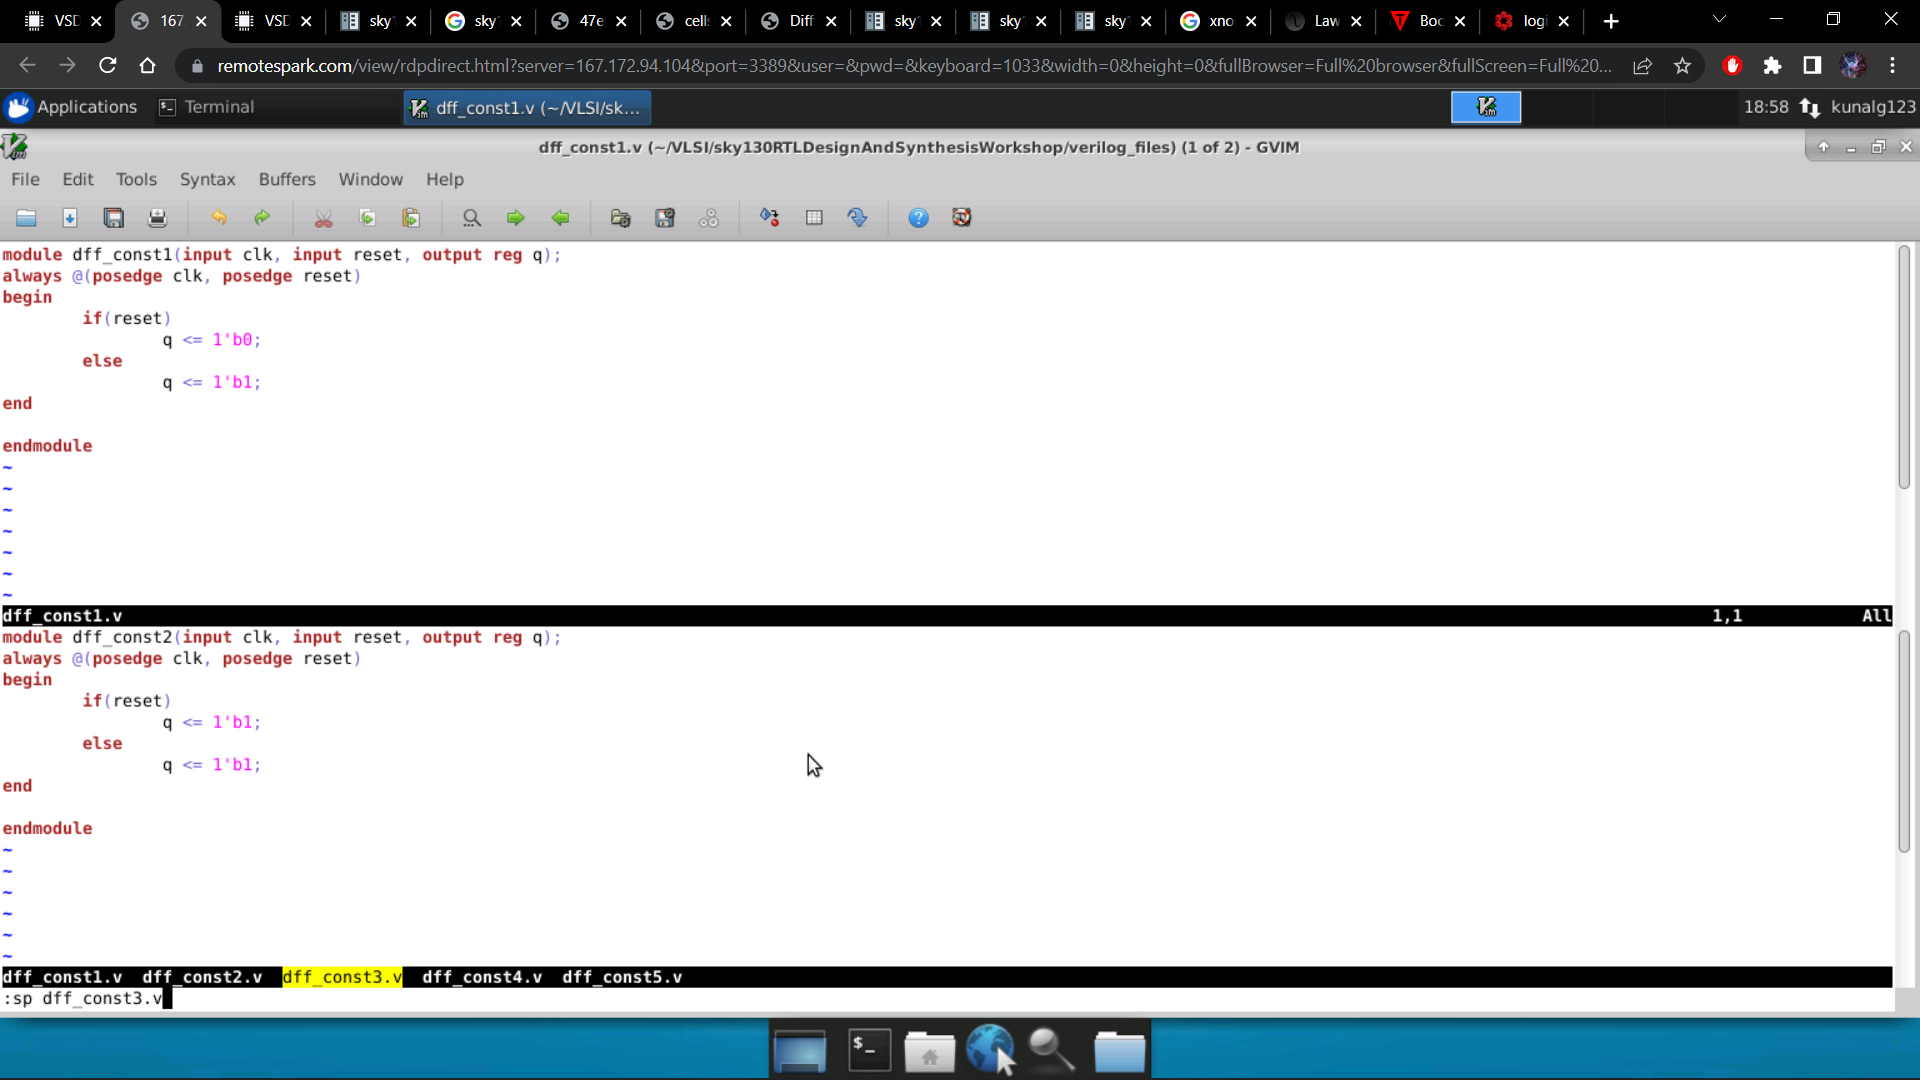 VSD
167
VSD
sky
sky
47e
cell
Diff
sky
sky
sky
xno
Law
Boc
logi
remotespark.com/view/rdpdirect.html?server=167.172.94.104&port=3389&user=&pwd=&keyboard=1033&width=0&height=0&fullBrowser=Full%20browser&fullScreen=Full%20...
Applications
Terminal
dff_const1.v (~/VLSI/sk...
18:58
kunalg123
dff_const1.v (~/VLSI/sky130RTLDesignAndSynthesisWorkshop/verilog_files) (1 of 2) - GVIM
File Edit Tools Syntax Buffers Window Help
module dff_const1(input clk, input reset, output reg q);
always @(posedge clk, posedge reset)
begin
if(reset)
q <= 1'b0;
else
q <= 1'b1;
end
endmodule
~
~
~
~
~
~
~
dff_const1.v 1,1 All
module dff_const2(input clk, input reset, output reg q);
always @(posedge clk, posedge reset)
begin
if(reset)
q <= 1'b1;
else
q <= 1'b1;
end
endmodule
~
~
~
~
~
~
dff_const1.v dff_const2.v dff_const3.v dff_const4.v dff_const5.v
:sp dff_const3.v
$_